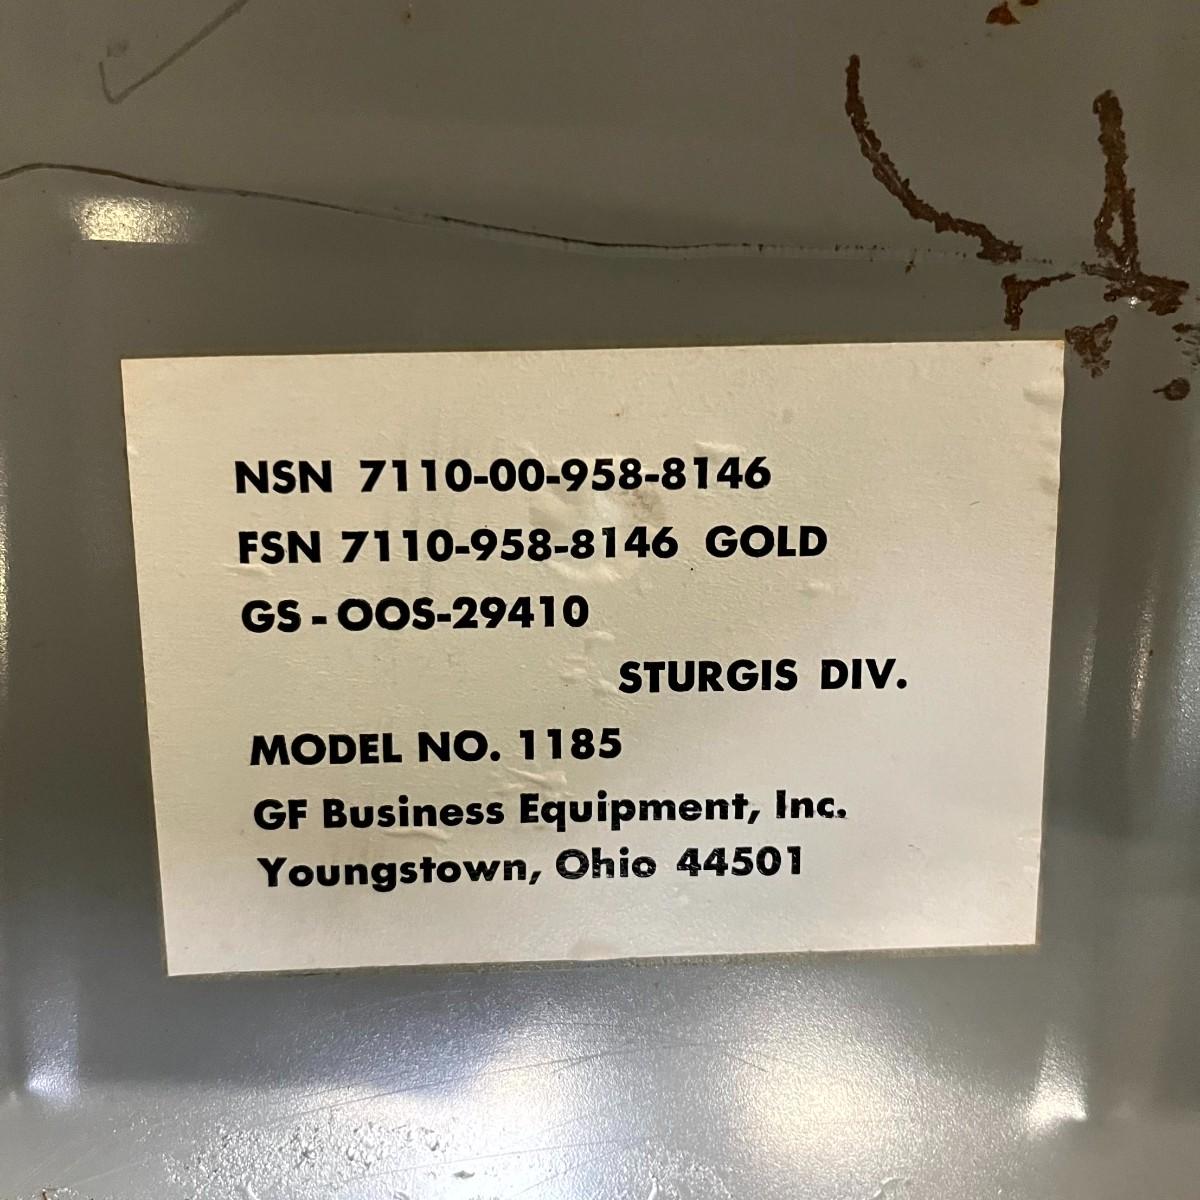 NSN 7110-00-958-8146
FSN 7110-958-8146 GOLD
GS - OOS-29410
STURGIS DIV.
MODEL NO. 1185
GF Business Equipment, Inc.
Youngstown, Ohio 44501